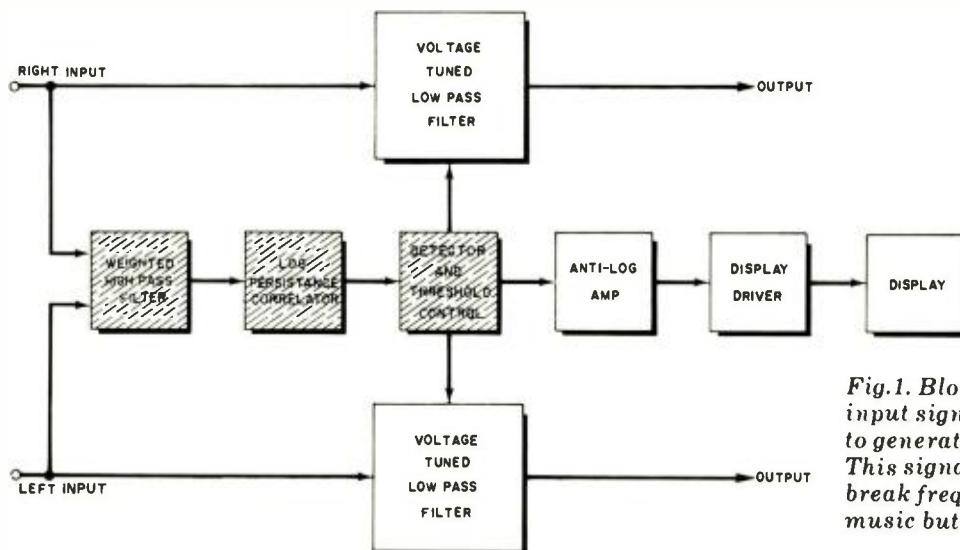 RIGHT INPUT
VOLTAGE
TUNED
LOW PASS
FILTER
OUTPUT
WEIGHTED
HIGH PASS
FILTER
LOG
PERSISTANCE
CORRELATOR
DETECTOR
AND
THRESHOLD
CONTROL
ANTI-LOG
AMP
DISPLAY
DRIVER
DISPLAY
LEFT INPUT
VOLTAGE
TUNED
LOW PASS
FILTER
OUTPUT
Fig.1. Blo
input sign
to generat
This signa
break freq
music but